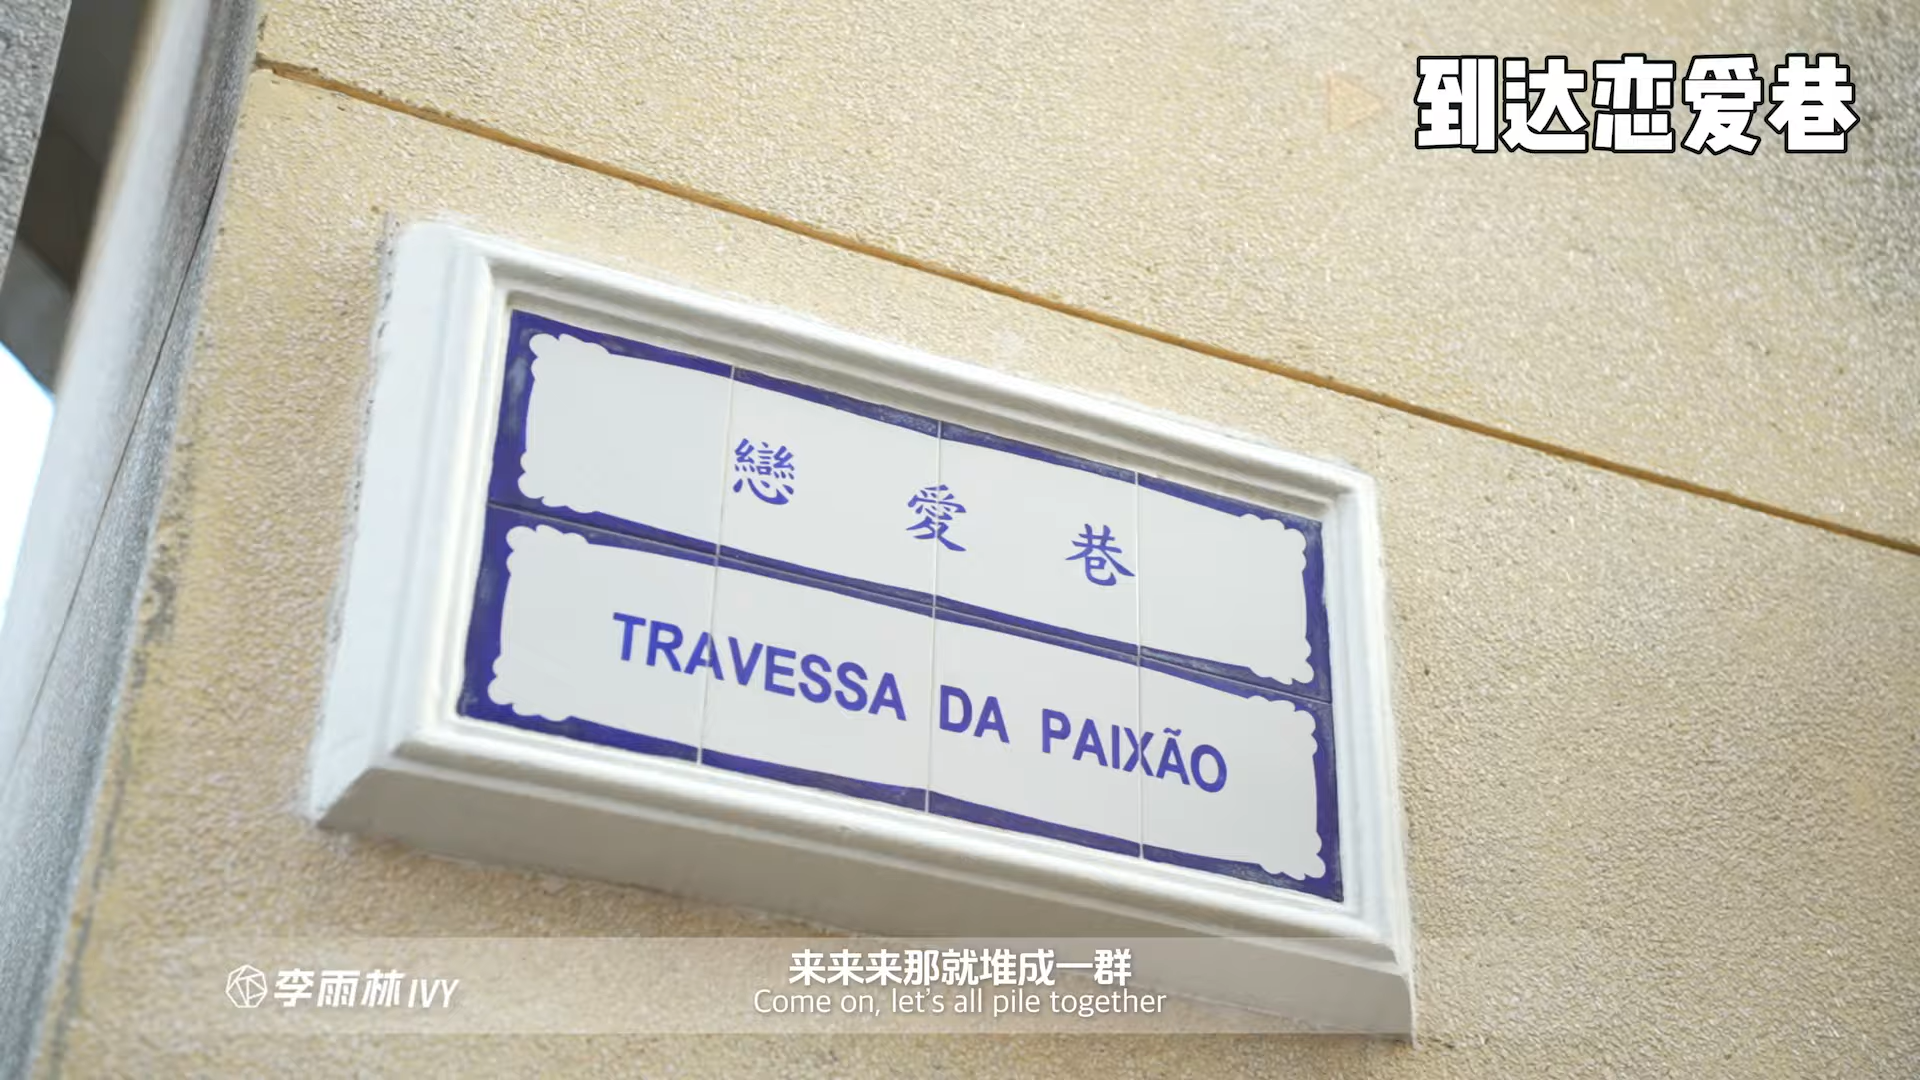 到达恋爱巷
戀愛巷
TRAVESSA DA PAIXÃO
来来来那就堆成一群
Come on, let's all pile together
李雨林IVY